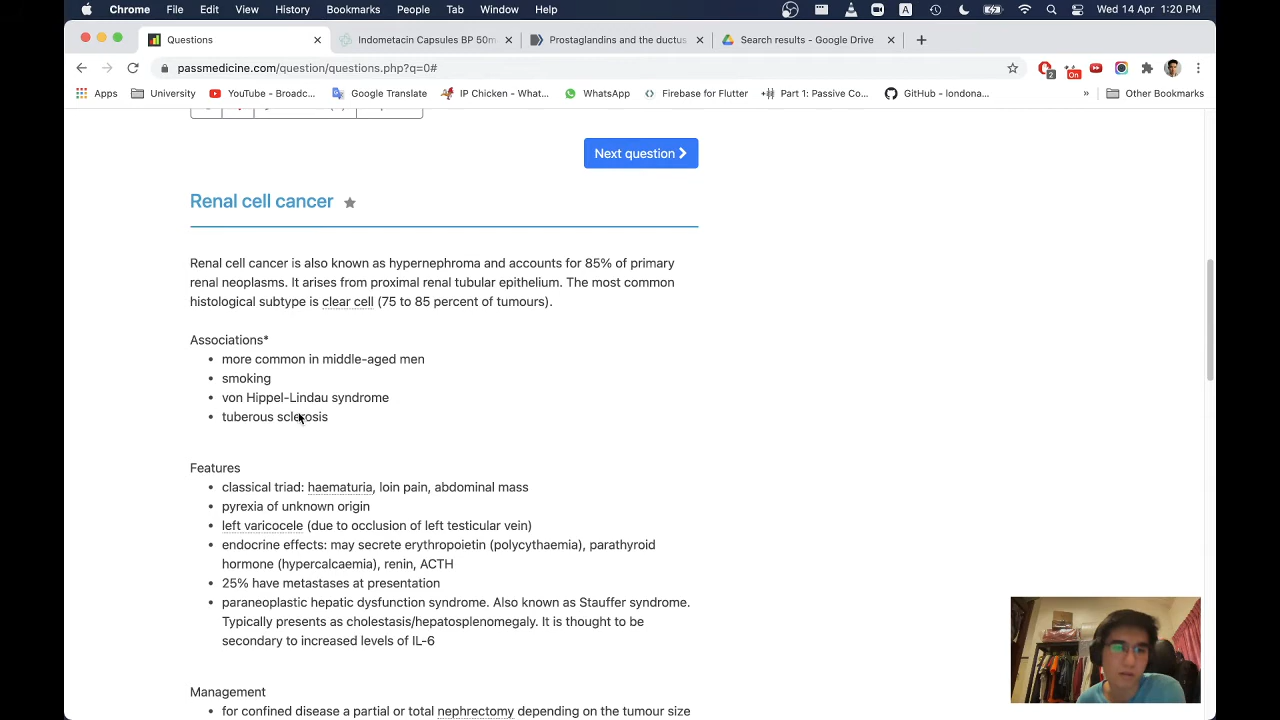 Chrome File Edit View History Bookmarks People Tab Window Help A Wed 14 Apr 1:20 PM
Questions Indometacin Capsules BP 50m Prostaglandins and the ductus Search results - Google Drive
passmedicine.com/question/questions.php?q=0# 2 On
Apps University YouTube - Broadc... Google Translate IP Chicken - What... WhatsApp Firebase for Flutter Part 1: Passive Co... GitHub - londona... » Other Bookmarks
Next question
Renal cell cancer
Renal cell cancer is also known as hypernephroma and accounts for 85% of primary
renal neoplasms. It arises from proximal renal tubular epithelium. The most common
histological subtype is clear cell (75 to 85 percent of tumours).
Associations*
• more common in middle-aged men
• smoking
• von Hippel-Lindau syndrome
• tuberous sclerosis
Features
• classical triad: haematuria, loin pain, abdominal mass
• pyrexia of unknown origin
• left varicocele (due to occlusion of left testicular vein)
• endocrine effects: may secrete erythropoietin (polycythaemia), parathyroid
hormone (hypercalcaemia), renin, ACTH
• 25% have metastases at presentation
• paraneoplastic hepatic dysfunction syndrome. Also known as Stauffer syndrome.
Typically presents as cholestasis/hepatosplenomegaly. It is thought to be
secondary to increased levels of IL-6
Management
• for confined disease a partial or total nephrectomy depending on the tumour size